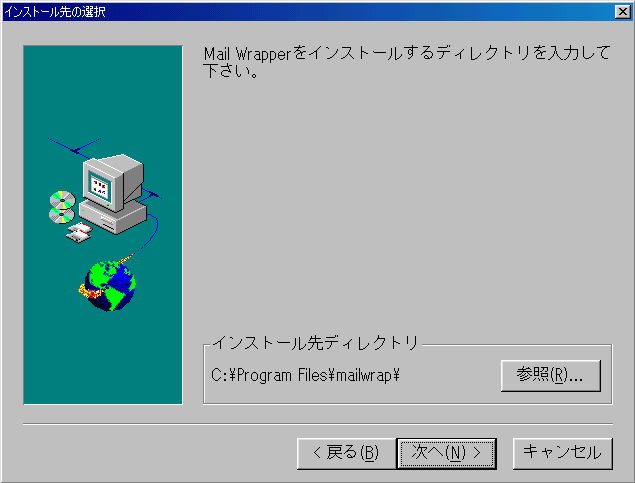 インストール先の選択
Mail Wrapperをインストールするディレクトリを入力して
下さい。
インストール先ディレクトリ
C:¥Program Files¥mailwrap¥
参照(R)...
< 戻る(B)
次へ(N) >
キャンセル